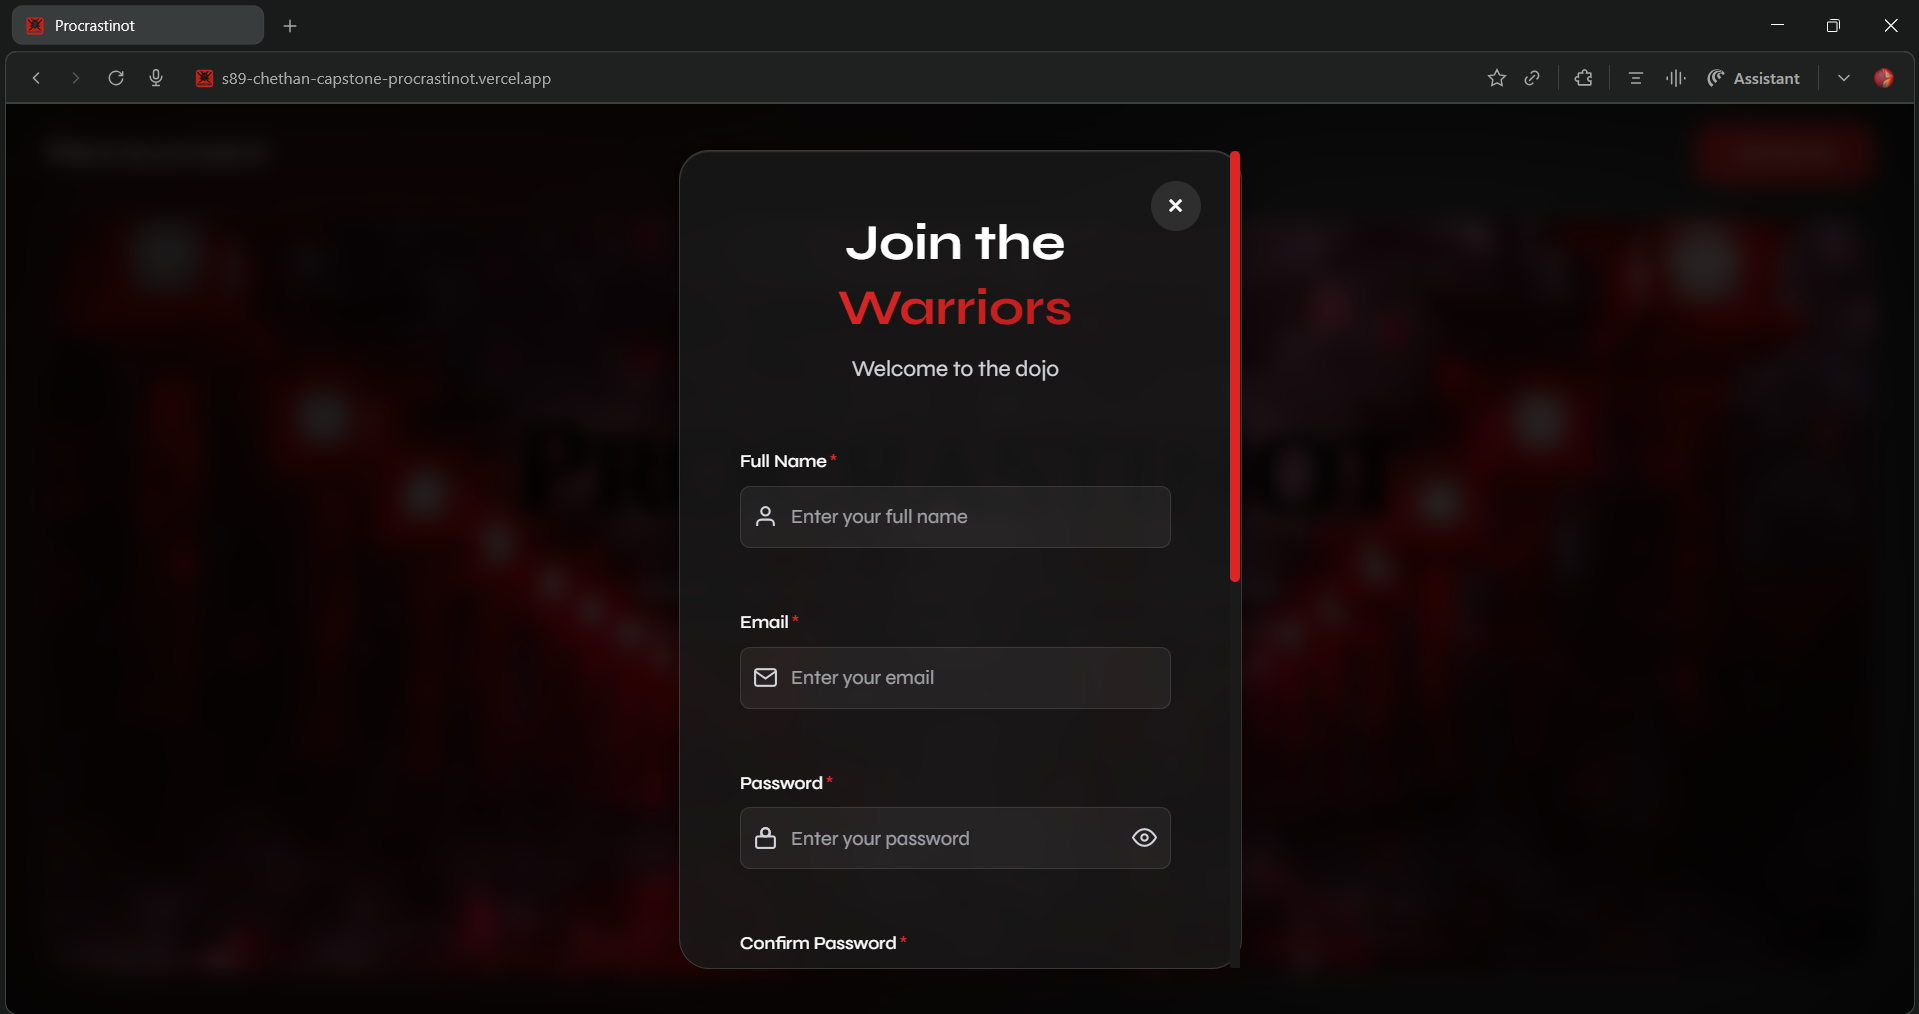 Procrastinot
s89-chethan-capstone-procrastinot.vercel.app
Assistant
Join the
Warriors
Welcome to the dojo
Full Name*
Enter your full name
Email*
Enter your email
Password*
Enter your password
Confirm Password*